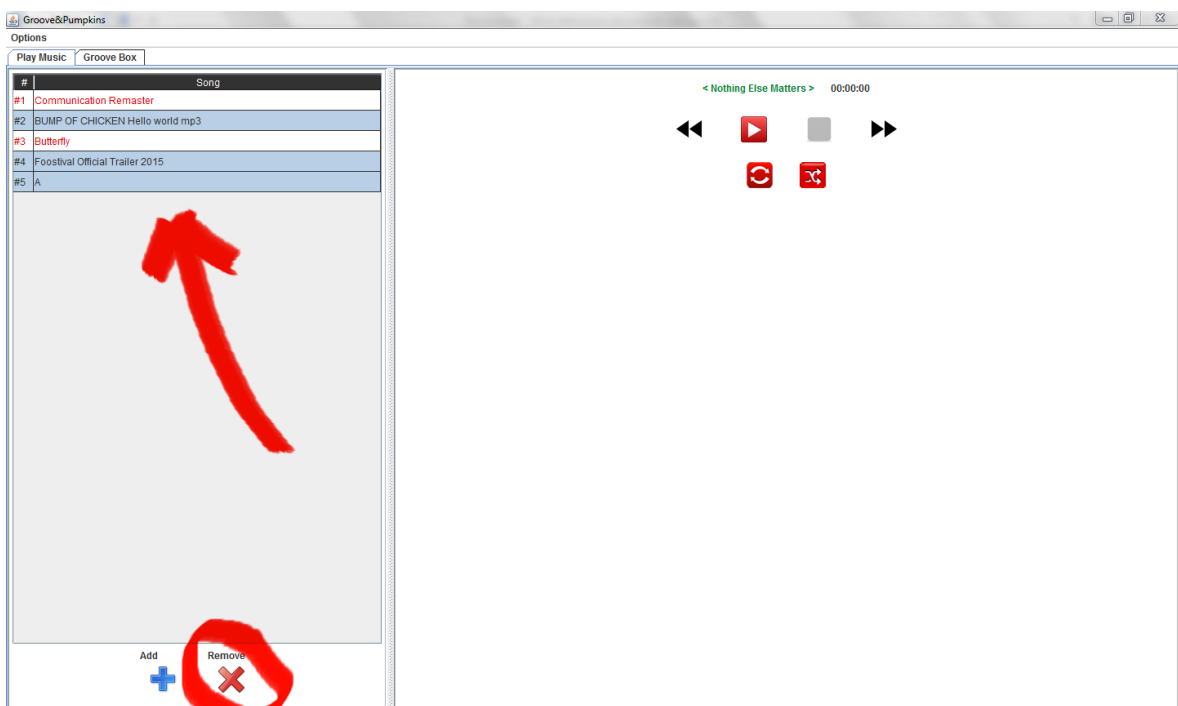 Groove&Pumpkins
Options
Play Music Groove Box
# Song
#1 Communication Remaster
#2 BUMP OF CHICKEN Hello world mp3
#3 Butterfly
#4 Foostival Official Trailer 2015
#5 A
< Nothing Else Matters > 00:00:00
Add Remove